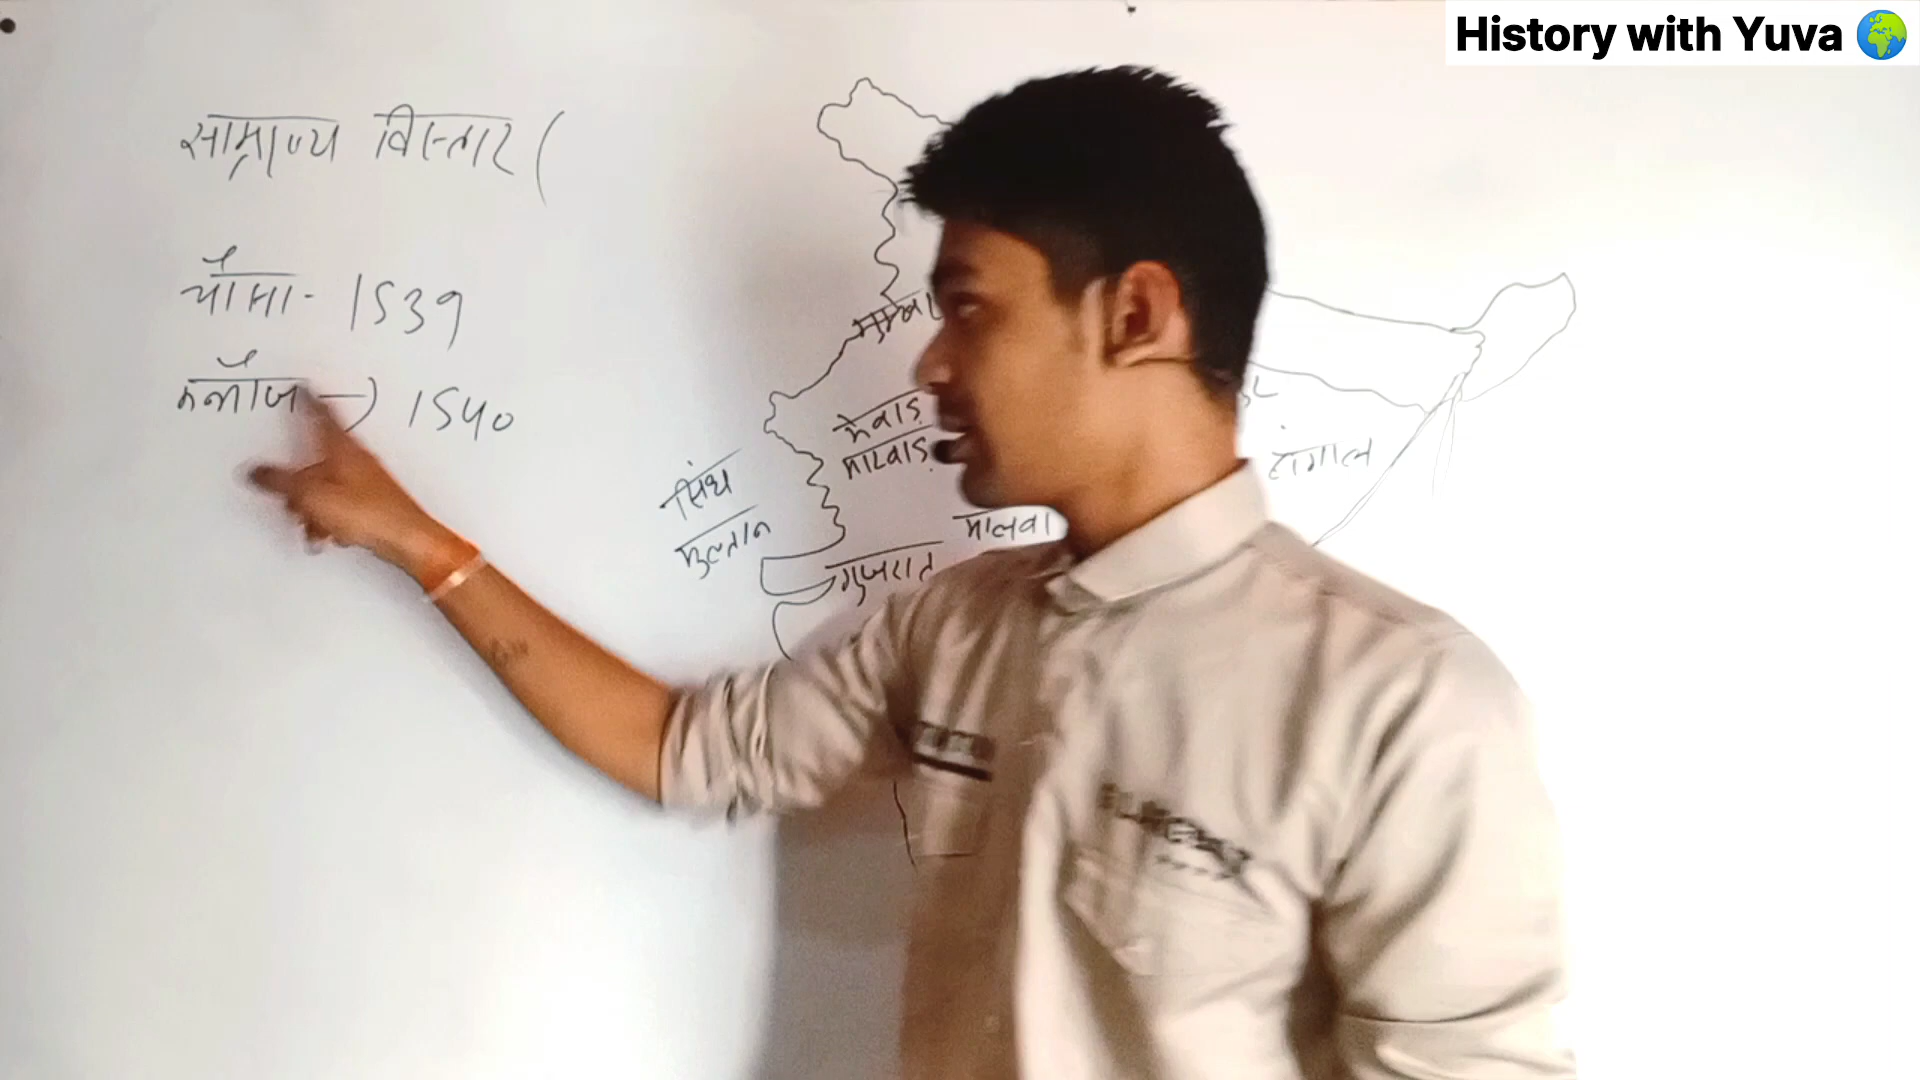 History with Yuva
साम्राज्य विस्तार (
चौसा - 1539
कन्नौज → 1540
मेवाड़
मारवाड़
सिंध
मुल्तान
मालवा
गुजरात
बंगाल